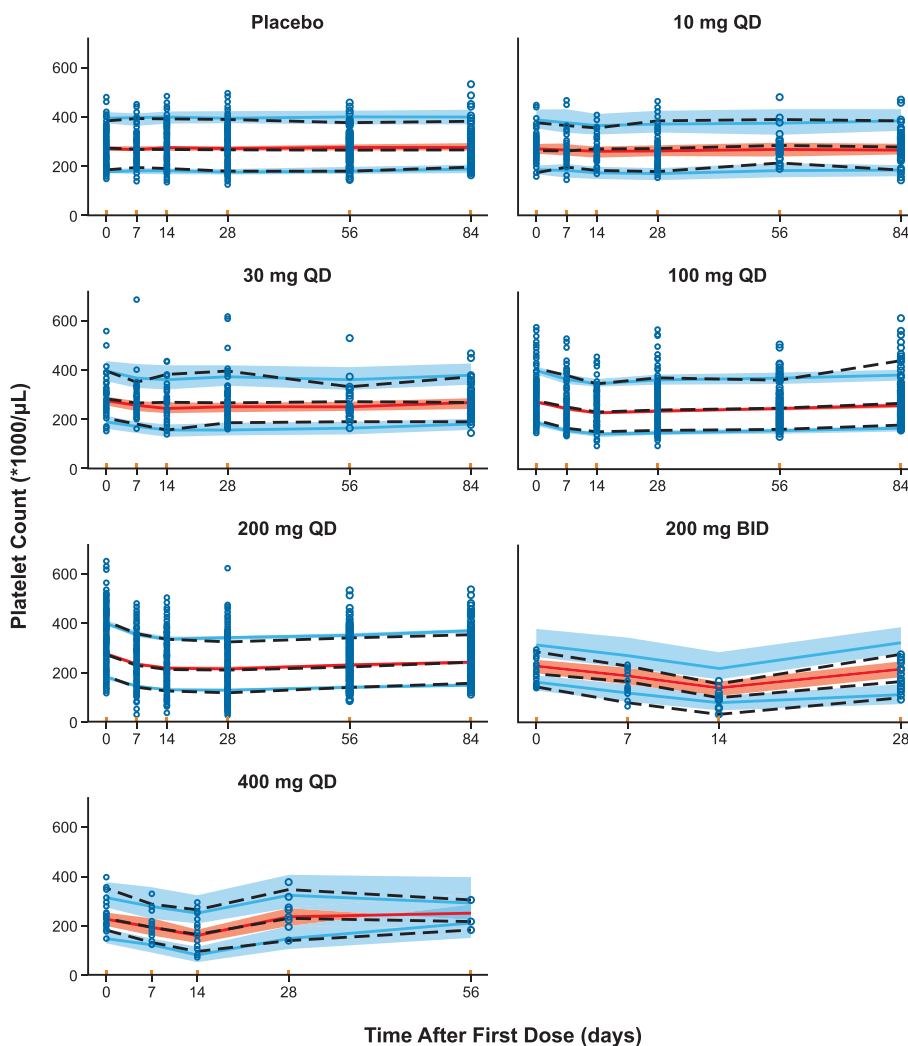 Placebo
10 mg QD
600
400
200
0
0 7 14 28 56 84
0 7 14 28 56 84
30 mg QD
100 mg QD
600
400
200
0
0 7 14 28 56 84
0 7 14 28 56 84
Platelet Count (*1000/µL)
200 mg QD
200 mg BID
600
400
200
0
0 7 14 28 56 84
0 7 14 28
400 mg QD
600
400
200
0
0 7 14 28 56
Time After First Dose (days)